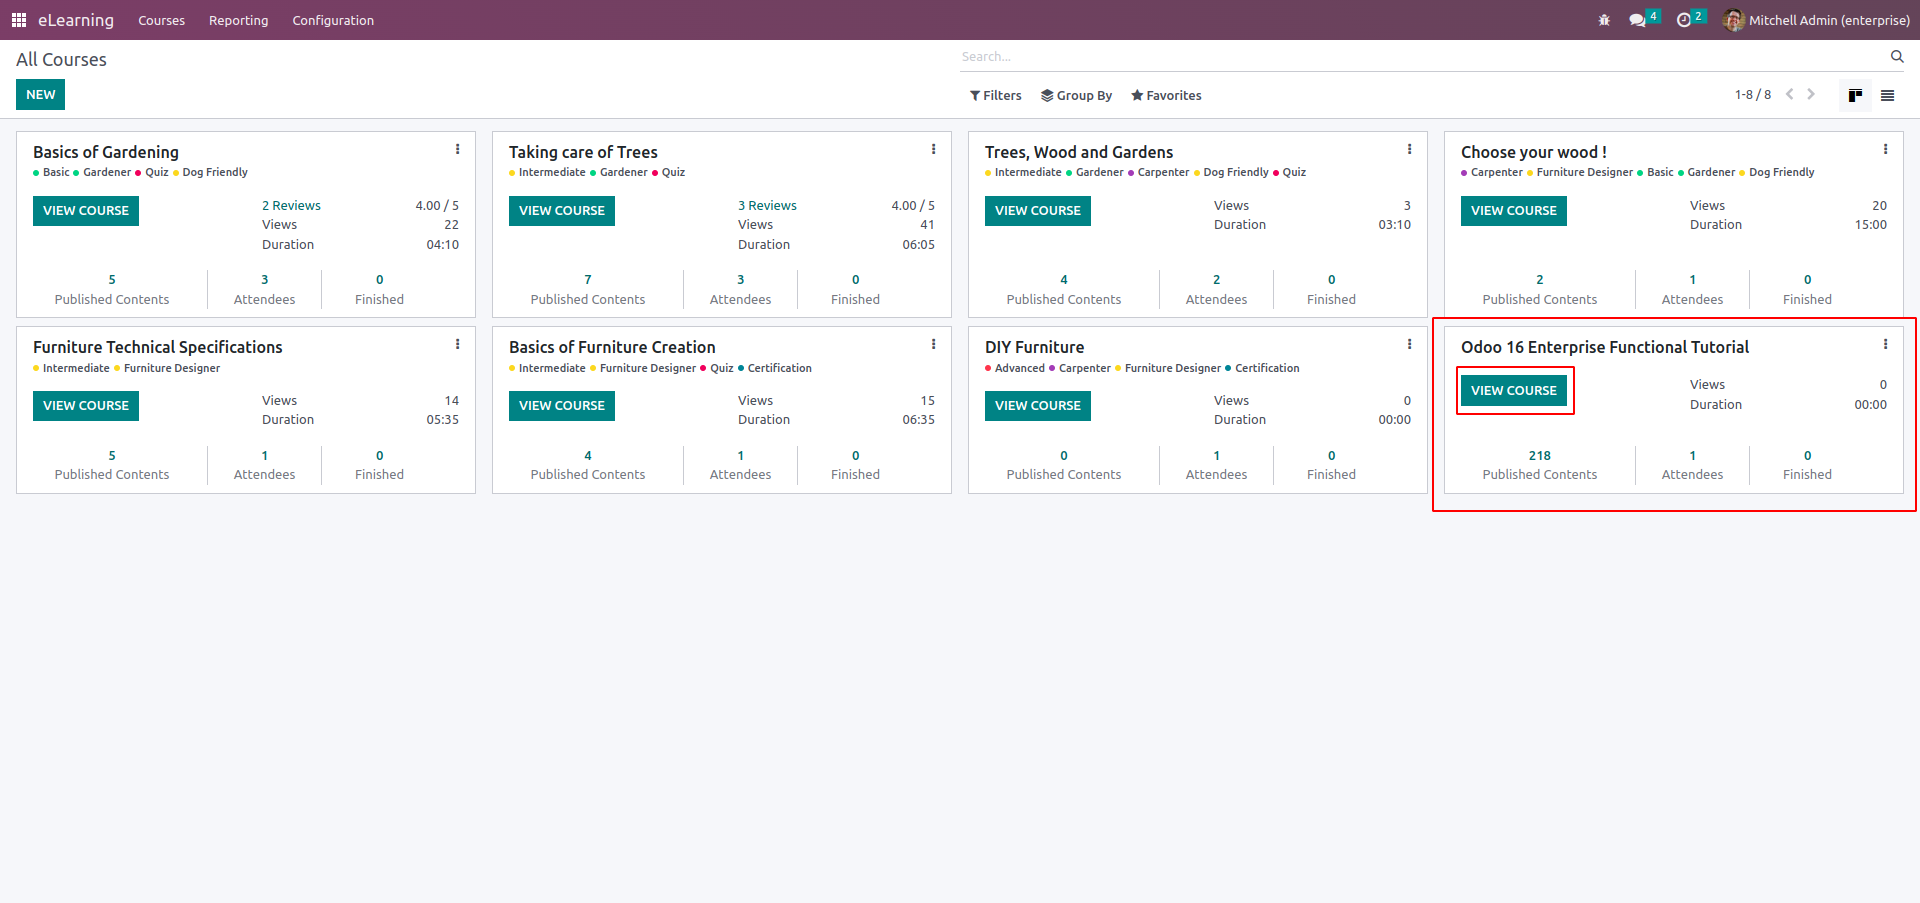 eLearning Courses Reporting Configuration 4 2 Mitchell Admin (enterprise)
All Courses Search...
NEW Filters Group By Favorites 1-8 / 8
Basics of Gardening
Basic Gardener Quiz Dog Friendly
VIEW COURSE
2 Reviews 4.00 / 5
Views 22
Duration 04:10
5 3 0
Published Contents Attendees Finished
Taking care of Trees
Intermediate Gardener Quiz
VIEW COURSE
3 Reviews 4.00 / 5
Views 41
Duration 06:05
7 3 0
Published Contents Attendees Finished
Trees, Wood and Gardens
Intermediate Gardener Carpenter Dog Friendly Quiz
VIEW COURSE
Views 3
Duration 03:10
4 2 0
Published Contents Attendees Finished
Choose your wood !
Carpenter Furniture Designer Basic Gardener Dog Friendly
VIEW COURSE
Views 20
Duration 15:00
2 1 0
Published Contents Attendees Finished
Furniture Technical Specifications
Intermediate Furniture Designer
VIEW COURSE
Views 14
Duration 05:35
5 1 0
Published Contents Attendees Finished
Basics of Furniture Creation
Intermediate Furniture Designer Quiz Certification
VIEW COURSE
Views 15
Duration 06:35
4 1 0
Published Contents Attendees Finished
DIY Furniture
Advanced Carpenter Furniture Designer Certification
VIEW COURSE
Views 0
Duration 00:00
0 1 0
Published Contents Attendees Finished
Odoo 16 Enterprise Functional Tutorial
VIEW COURSE
Views 0
Duration 00:00
218 1 0
Published Contents Attendees Finished